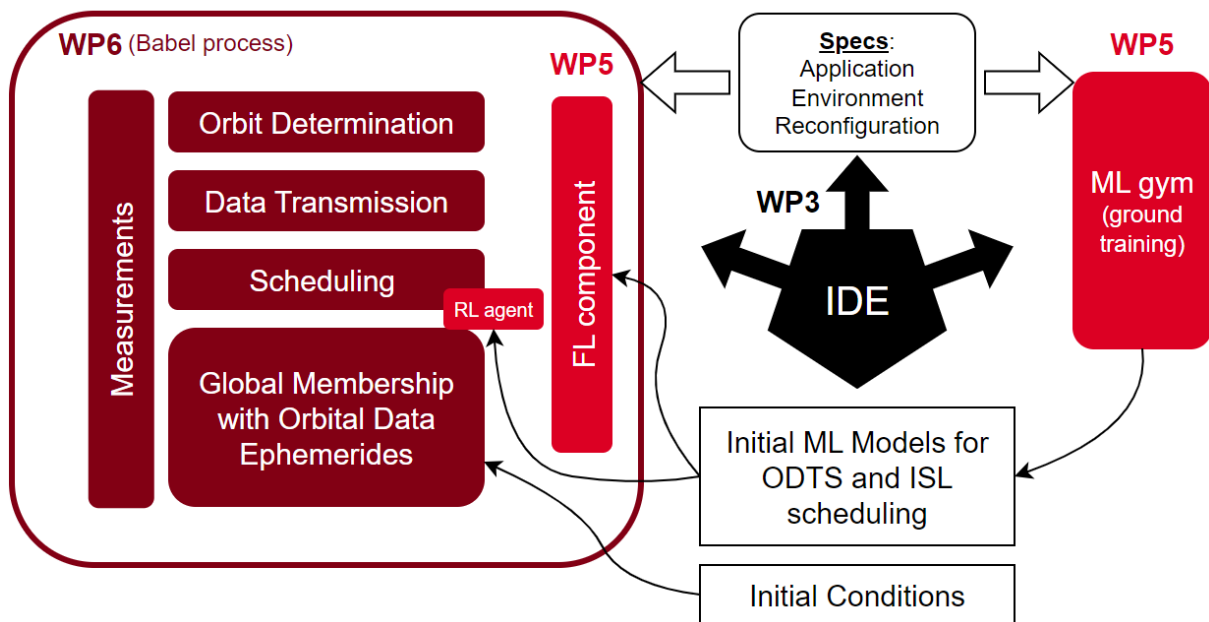 WP6 (Babel process)
WP5
Measurements
Orbit Determination
Data Transmission
Scheduling
RL agent
Global Membership
with Orbital Data
Ephemerides
FL component
Specs:
Application
Environment
Reconfiguration
WP3
IDE
WP5
ML gym
(ground
training)
Initial ML Models for
ODTS and ISL
scheduling
Initial Conditions